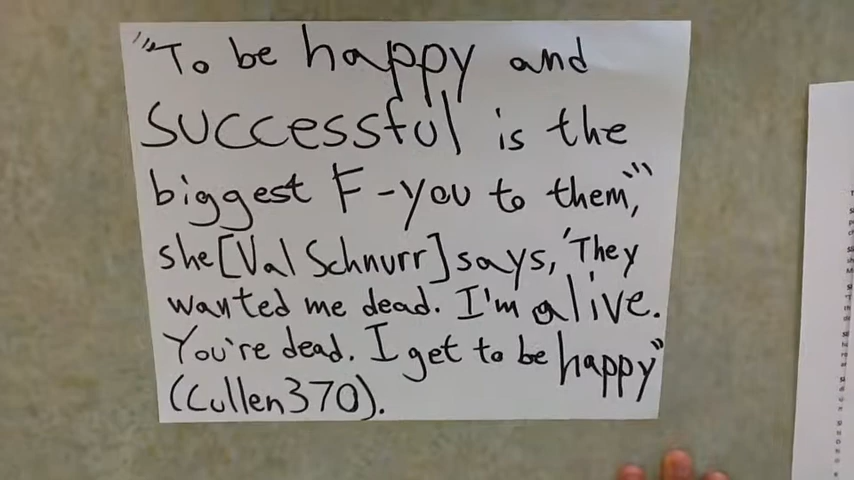 "'To be happy and
successful is the
biggest F-you to them,'"
she [Val Schnurr] says, 'They
wanted me dead. I'm alive.
You're dead. I get to be happy"
(Cullen 370).